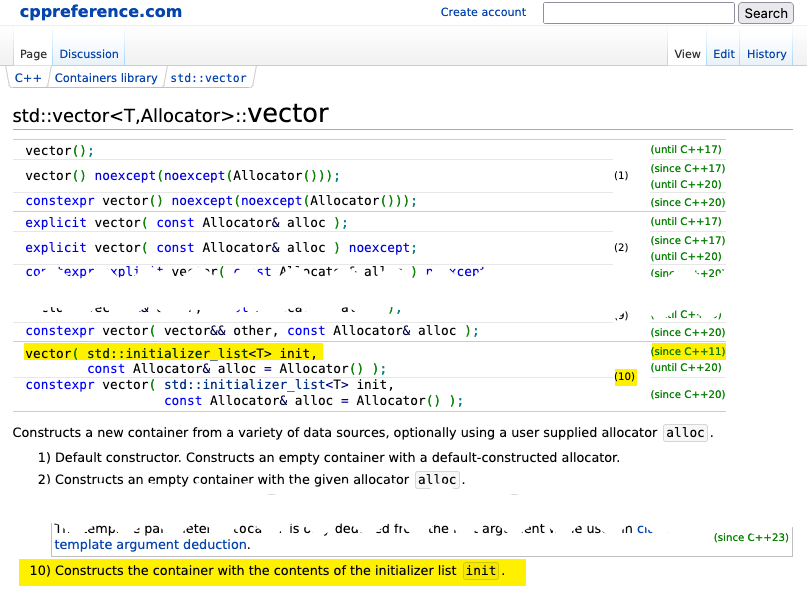 cppreference.com
Create account Search
Page Discussion View Edit History
C++ Containers library std::vector
std::vector<T,Allocator>::vector
vector(); (until C++17)
vector() noexcept(noexcept(Allocator())); (1) (since C++17)
(until C++20)
constexpr vector() noexcept(noexcept(Allocator())); (since C++20)
explicit vector( const Allocator& alloc ); (until C++17)
explicit vector( const Allocator& alloc ) noexcept; (2) (since C++17)
(until C++20)
constexpr vector( vector&& other, const Allocator& alloc ); (since C++20)
vector( std::initializer_list<T> init, (since C++11)
const Allocator& alloc = Allocator() ); (until C++20)
(10)
constexpr vector( std::initializer_list<T> init,
const Allocator& alloc = Allocator() ); (since C++20)
Constructs a new container from a variety of data sources, optionally using a user supplied allocator alloc.
1) Default constructor. Constructs an empty container with a default-constructed allocator.
2) Constructs an empty container with the given allocator alloc.
template argument deduction. (since C++23)
10) Constructs the container with the contents of the initializer list init.